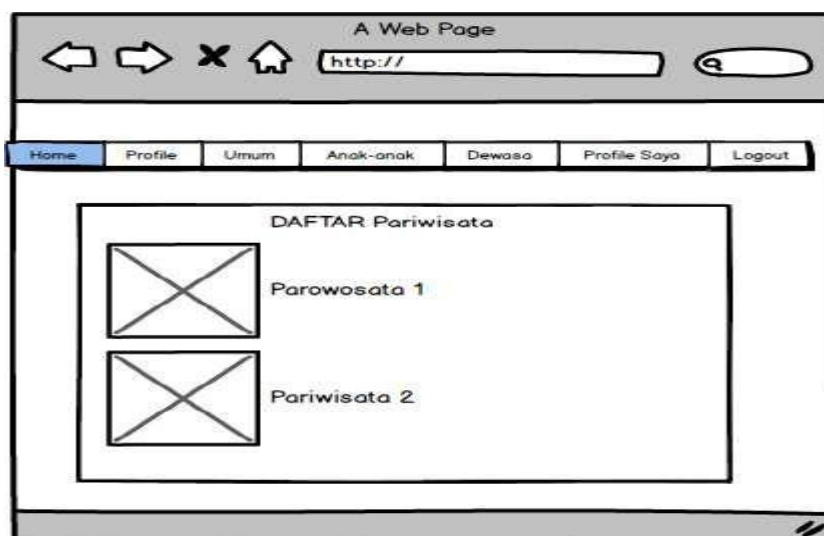 A Web Page
http://
Home Profile Umum Anak-anak Dewasa Profile Saya Logout
DAFTAR Pariwisata
Parowosata 1
Pariwisata 2